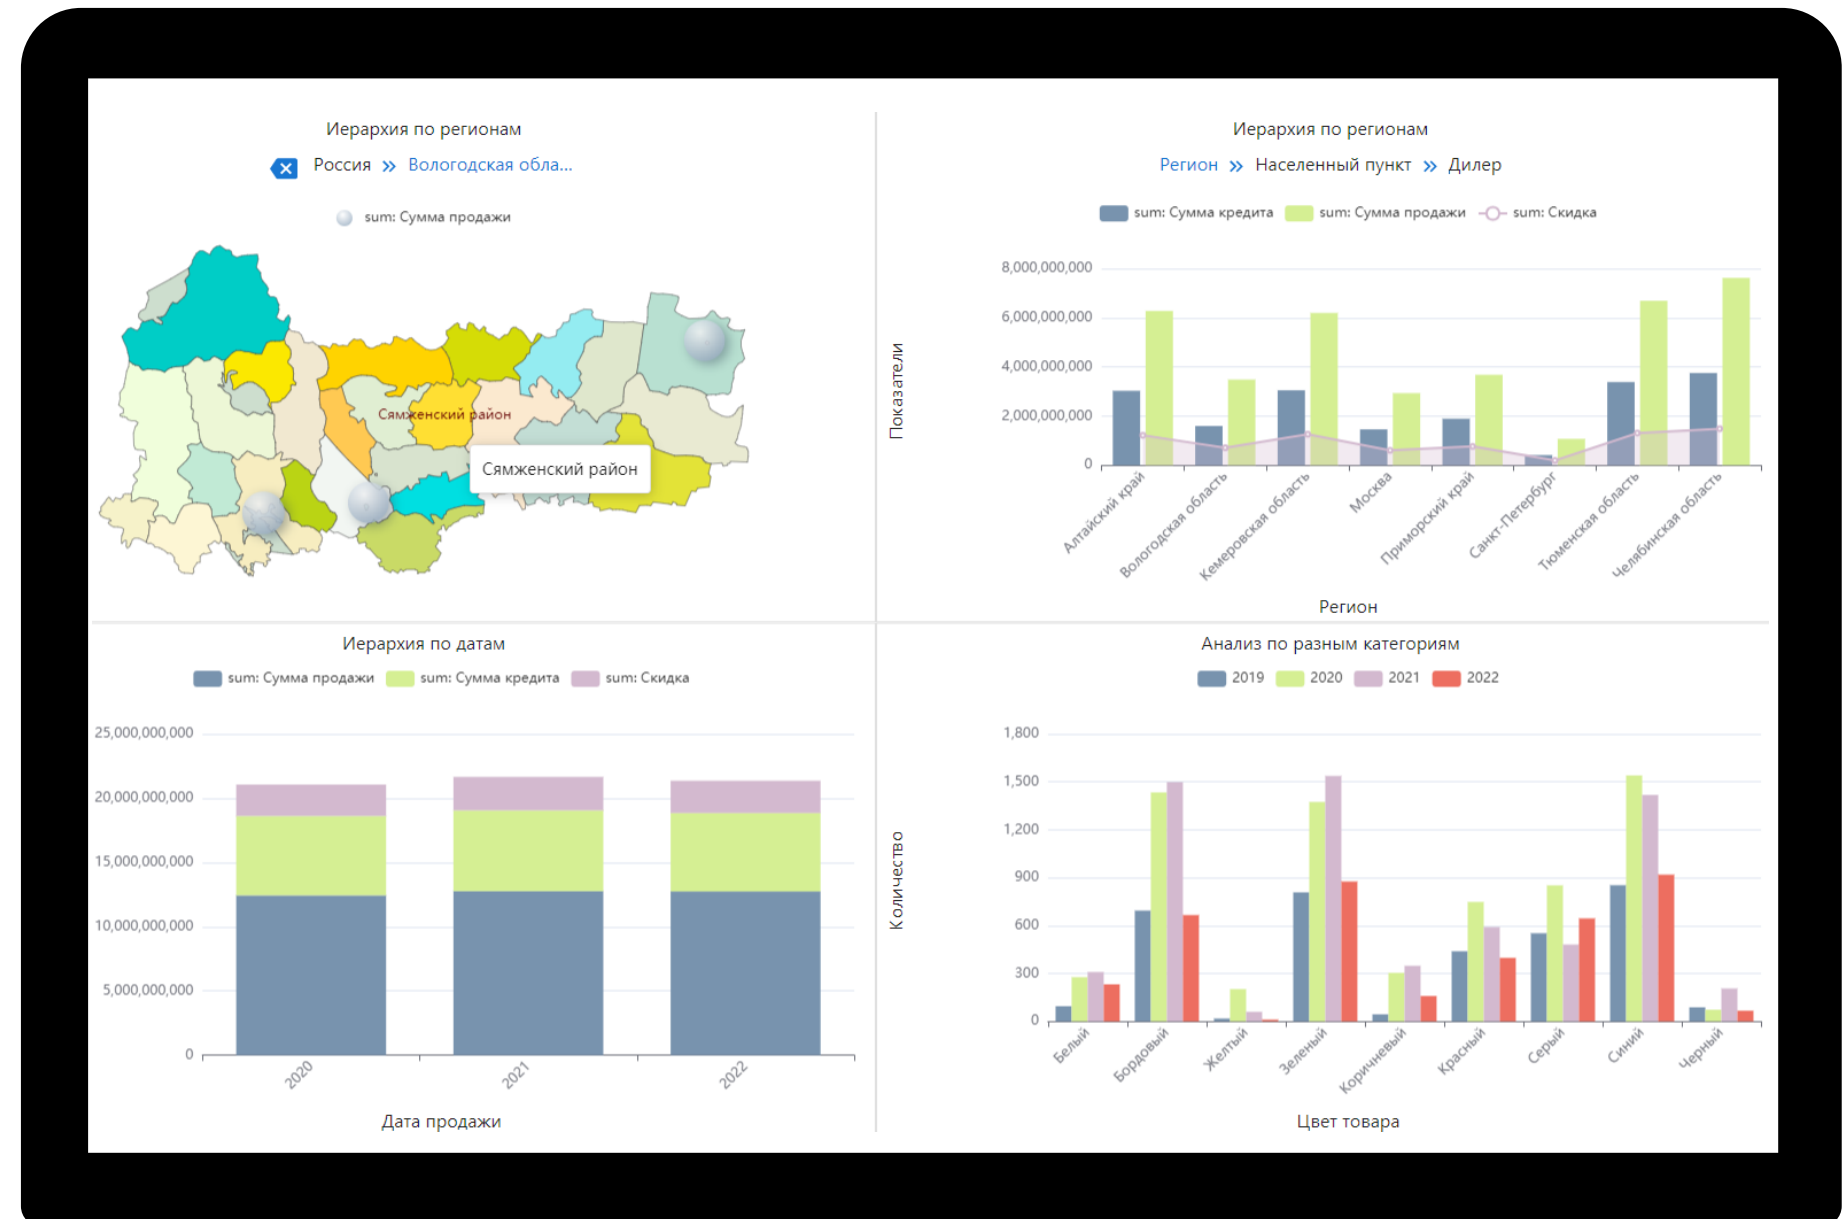 Иерархия по регионам
Россия » Вологодская обла...
sum: Сумма продажи
Сямженский район
Сямженский район
Иерархия по регионам
Регион » Населенный пункт » Дилер
sum: Сумма кредита sum: Сумма продажи sum: Скидка
Показатели
8,000,000,000
6,000,000,000
4,000,000,000
2,000,000,000
0
Алтайский край Вологодская область Кемеровская область Москва Приморский край Санкт-Петербург Тюменская область Челябинская область
Регион
Иерархия по датам
sum: Сумма продажи sum: Сумма кредита sum: Скидка
25,000,000,000
20,000,000,000
15,000,000,000
10,000,000,000
5,000,000,000
0
2020 2021 2022
Дата продажи
Анализ по разным категориям
2019 2020 2021 2022
Количество
1,800
1,500
1,200
900
600
300
0
Белый Бордовый Желтый Зеленый Коричневый Красный Серый Синий Черный
Цвет товара